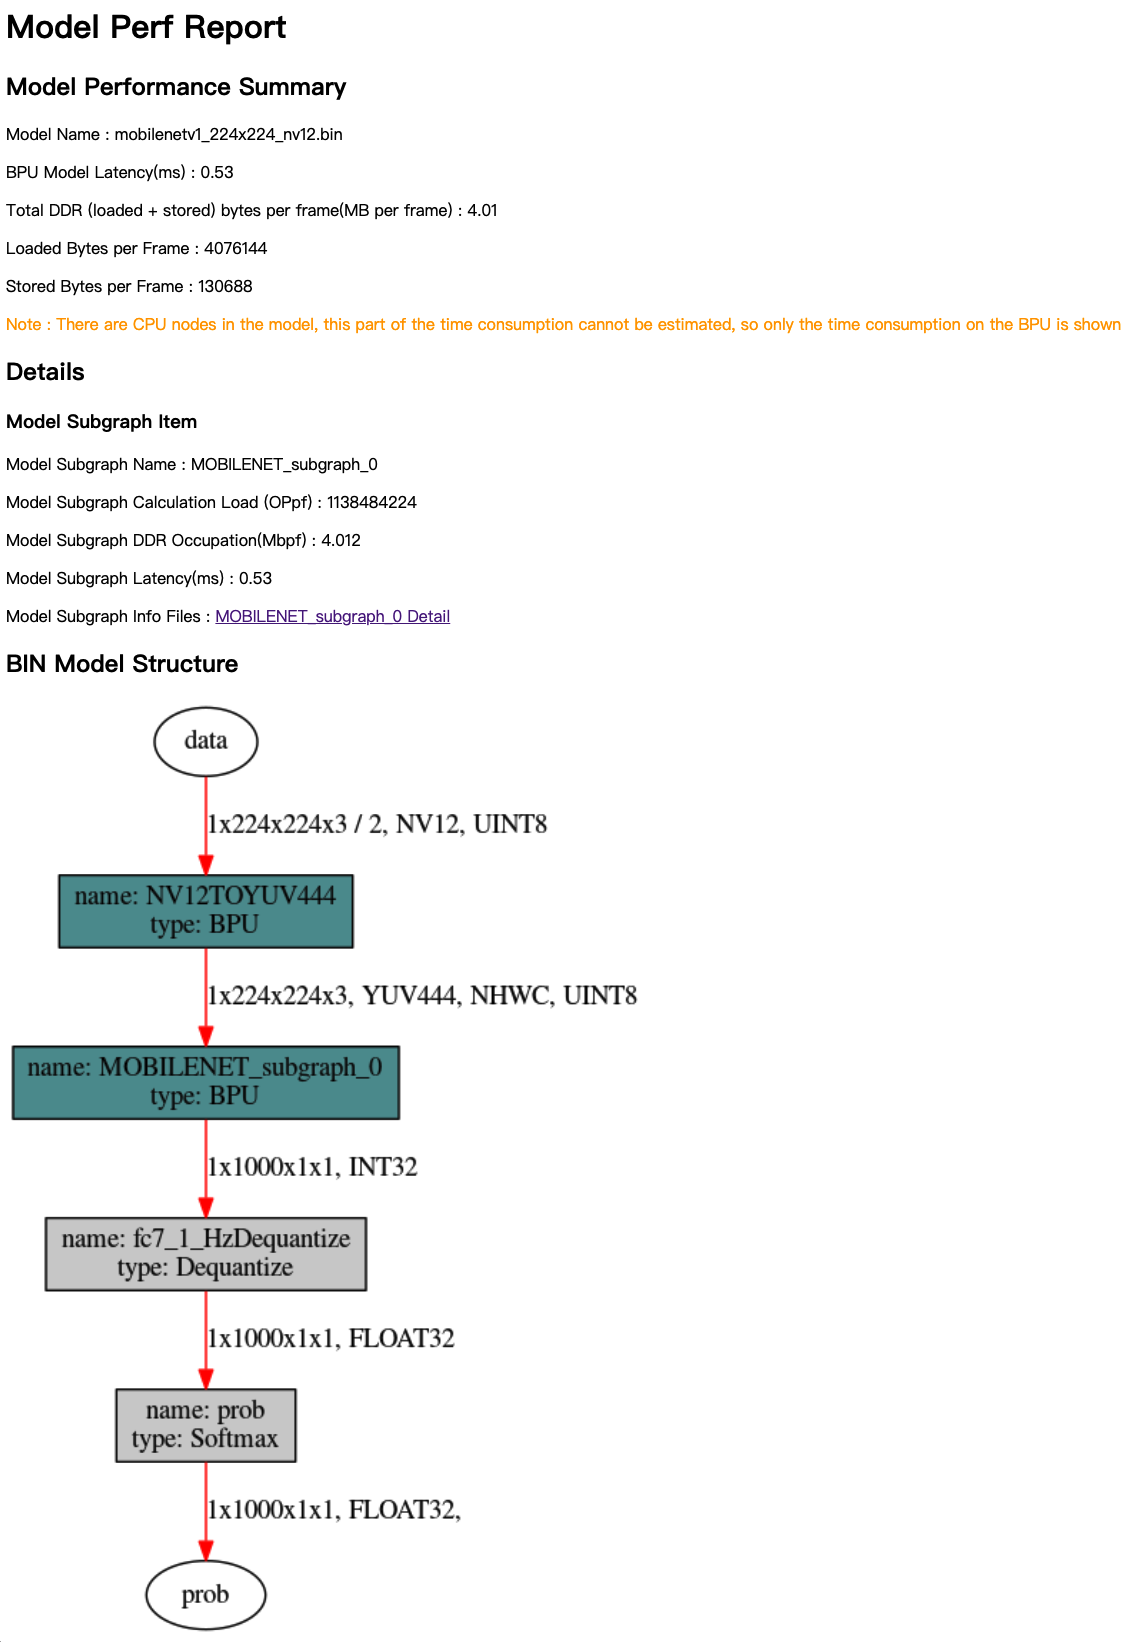 Model Perf Report
Model Performance Summary
Model Name : mobilenetv1_224x224_nv12.bin
BPU Model Latency(ms) : 0.53
Total DDR (loaded + stored) bytes per frame(MB per frame) : 4.01
Loaded Bytes per Frame : 4076144
Stored Bytes per Frame : 130688
Note : There are CPU nodes in the model, this part of the time consumption cannot be estimated, so only the time consumption on the BPU is shown
Details
Model Subgraph Item
Model Subgraph Name : MOBILENET_subgraph_0
Model Subgraph Calculation Load (OPpf) : 1138484224
Model Subgraph DDR Occupation(Mbpf) : 4.012
Model Subgraph Latency(ms) : 0.53
Model Subgraph Info Files : MOBILENET_subgraph_0 Detail
BIN Model Structure
data
1x224x224x3 / 2, NV12, UINT8
name: NV12TOYUV444
type: BPU
1x224x224x3, YUV444, NHWC, UINT8
name: MOBILENET_subgraph_0
type: BPU
1x1000x1x1, INT32
name: fc7_1_HzDequantize
type: Dequantize
1x1000x1x1, FLOAT32
name: prob
type: Softmax
1x1000x1x1, FLOAT32,
prob